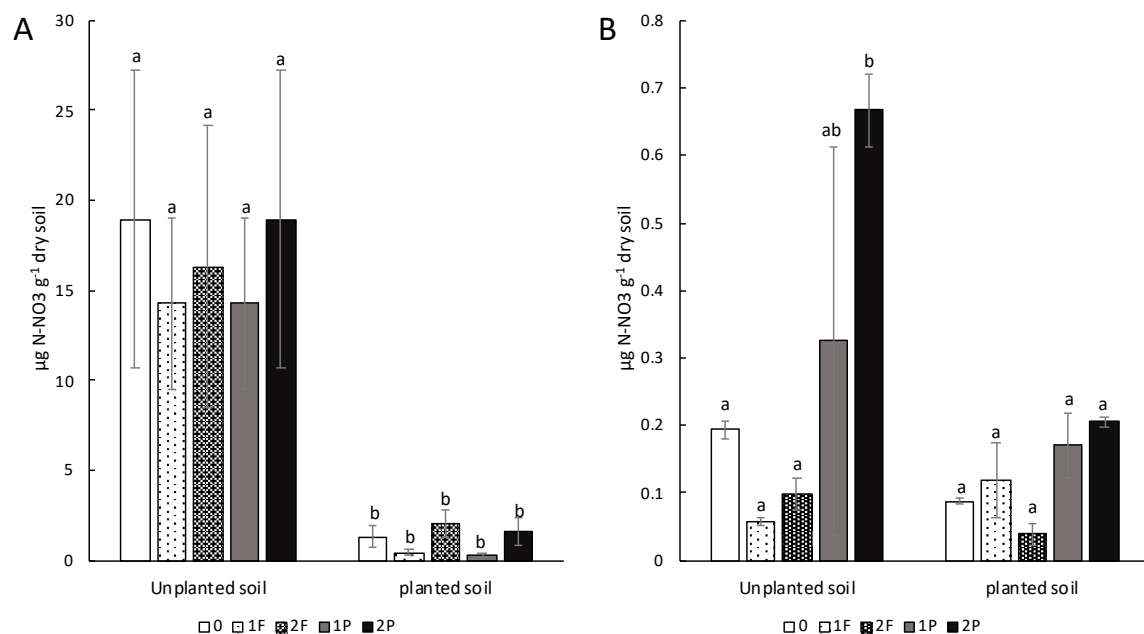 A
30
25
20
15
10
5
0
µg N-NO3 g⁻¹ dry soil
a a a a a
b b b b b
Unplanted soil planted soil
0 1F 2F 1P 2P
B
0.8
0.7
0.6
0.5
0.4
0.3
0.2
0.1
0
µg N-NO3 g⁻¹ dry soil
a a a ab b
a a a a a
Unplanted soil planted soil
0 1F 2F 1P 2P